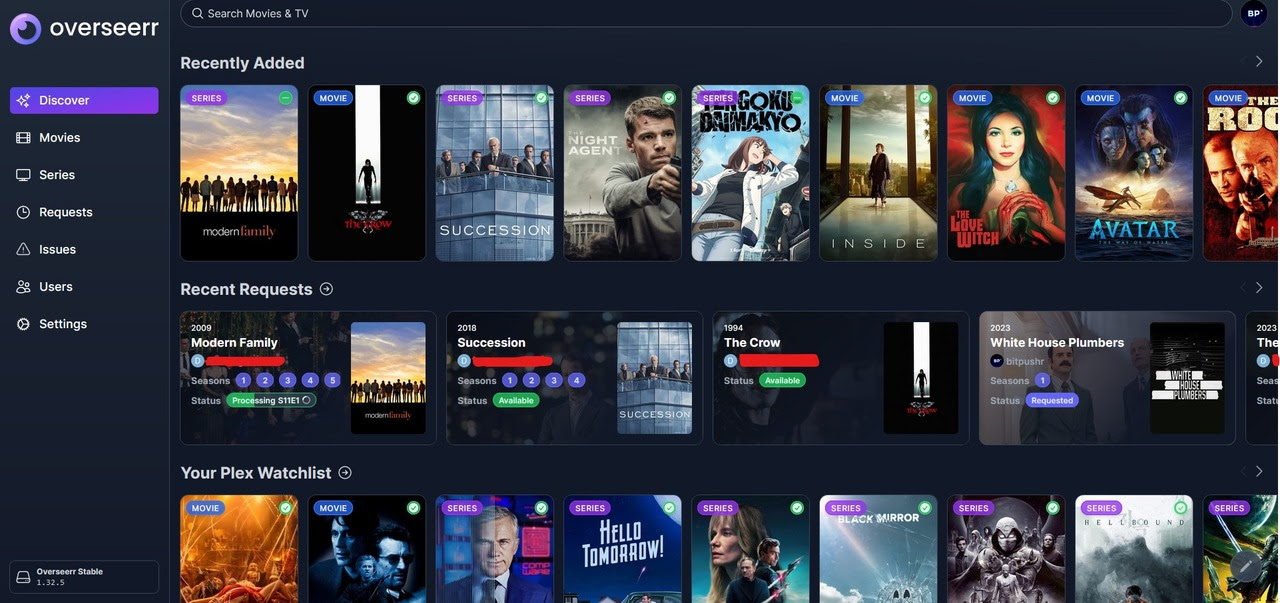 overseerr
Search Movies & TV
BP
Discover
Movies
Series
Requests
Issues
Users
Settings
Overseerr Stable
1.32.5
Recently Added
SERIES
modern family
MOVIE
the Crow
SERIES
SUCCESSION
SERIES
THE
NIGHT
AGENT
SERIES
TENGOKU
DAIMAKYO
MOVIE
INSIDE
MOVIE
THE
LOVE
WITCH
MOVIE
AVATAR
THE WAY OF WATER
MOVIE
THE
ROC
Recent Requests
2009
Modern Family
D
Seasons 1 2 3 4 5
Status Processing S11E1
modern family
2018
Succession
D
Seasons 1 2 3 4
Status Available
SUCCESSION
1994
The Crow
D
Status Available
the Crow
2023
White House Plumbers
BP bitpushr
Seasons 1
Status Requested
WHITE
HOUSE
PLUMBERS
2023
The
D
Seas
Statu
Your Plex Watchlist
MOVIE
MOVIE
SERIES
COMP
WARE
SERIES
HELLO
TOMORROW!
SERIES
SERIES
BLACK MIRROR
SERIES
SERIES
HELLBOUND
SERIES